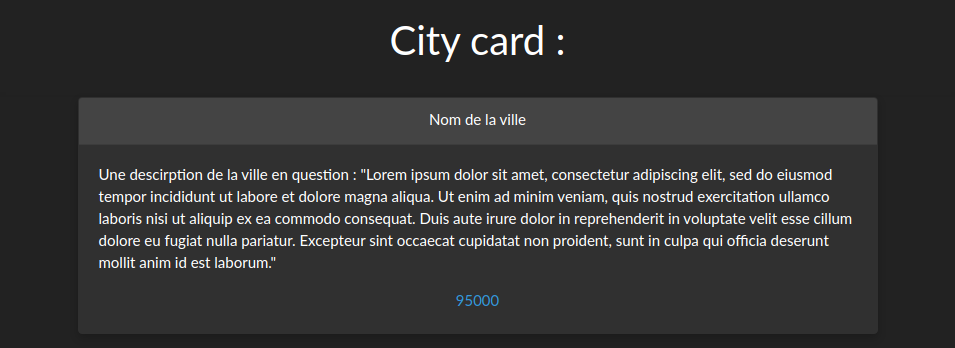 City card :
Nom de la ville
Une descirption de la ville en question : "Lorem ipsum dolor sit amet, consectetur adipiscing elit, sed do eiusmod
tempor incididunt ut labore et dolore magna aliqua. Ut enim ad minim veniam, quis nostrud exercitation ullamco
laboris nisi ut aliquip ex ea commodo consequat. Duis aute irure dolor in reprehenderit in voluptate velit esse cillum
dolore eu fugiat nulla pariatur. Excepteur sint occaecat cupidatat non proident, sunt in culpa qui officia deserunt
mollit anim id est laborum."
95000